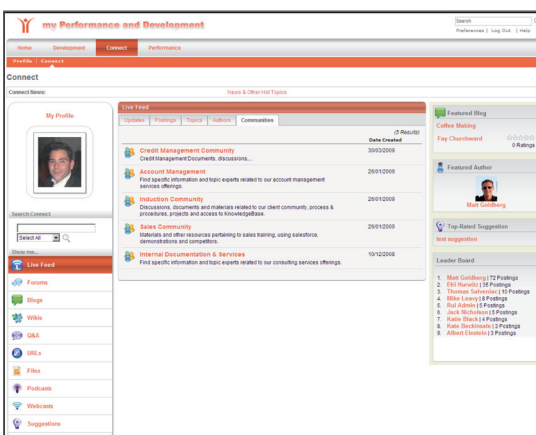 my Performance and Development
Search
Preferences | Log Out | Help
Home Development Connect Performance
Profile | Connect
Connect
Connect News: News & Other Hot Topics
My Profile
Search Connect
Select All
Show me...
Live Feed
Forums
Blogs
Wikis
Q&A
URLs
Files
Podcasts
Webcasts
Suggestions
Live Feed
Updates Postings Topics Authors Communities
(5 Results)
Date Created
Credit Management Community 30/03/2009
Credit Management Documents, discussions...
Account Management 26/01/2009
Find specific information and topic experts related to our account management
services offerings.
Induction Community 26/01/2009
Discussions, documents and materials related to our client community, process &
procedures, projects and access to KnowledgeBase.
Sales Community 26/01/2009
Materials and other resources pertaining to sales training, using salesforce,
demonstrations and competitors.
Internal Documentation & Services 10/12/2008
Find specific information and topic experts related to our consulting services offerings.
Featured Blog
Coffee Making
Fay Churchward
0 Ratings
Featured Author
Matt Goldberg
Top-Rated Suggestion
test suggestion
Leader Board
1. Matt Goldberg | 72 Postings
2. Ehi Hurwitz | 35 Postings
3. Thomas Salveniac | 10 Postings
4. Mike Leavy | 8 Postings
5. Rui Admin | 5 Postings
6. Jack Nicholson | 5 Postings
7. Katie Black | 4 Postings
8. Kate Beckinsale | 3 Postings
9. Albert Einstein | 3 Postings